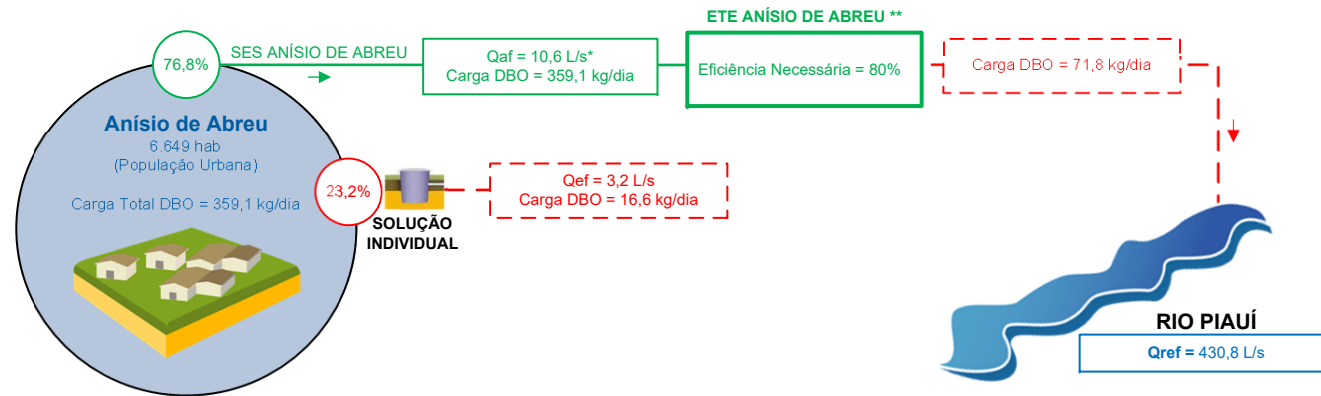 ETE ANÍSIO DE ABREU **
76,8%
SES ANÍSIO DE ABREU
Qaf = 10,6 L/s*
Carga DBO = 359,1 kg/dia
Eficiência Necessária = 80%
Carga DBO = 71,8 kg/dia
Anísio de Abreu
6.649 hab
(População Urbana)
Carga Total DBO = 359,1 kg/dia
23,2%
SOLUÇÃO
INDIVIDUAL
Qef = 3,2 L/s
Carga DBO = 16,6 kg/dia
RIO PIAUÍ
Qref = 430,8 L/s